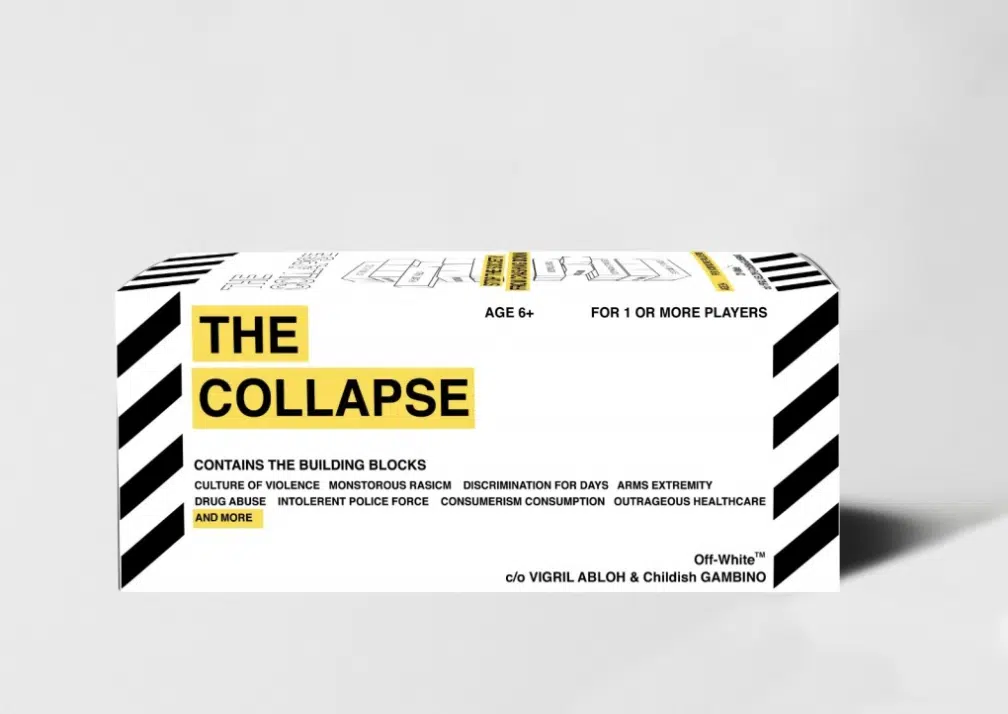 THE
COLLAPSE
AGE 6+ FOR 1 OR MORE PLAYERS
THE
COLLAPSE
CONTAINS THE BUILDING BLOCKS
CULTURE OF VIOLENCE MONSTOROUS RASICM DISCRIMINATION FOR DAYS ARMS EXTREMITY
DRUG ABUSE INTOLERENT POLICE FORCE CONSUMERISM CONSUMPTION OUTRAGEOUS HEALTHCARE
AND MORE
Off-White™
c/o VIGRIL ABLOH & Childish GAMBINO